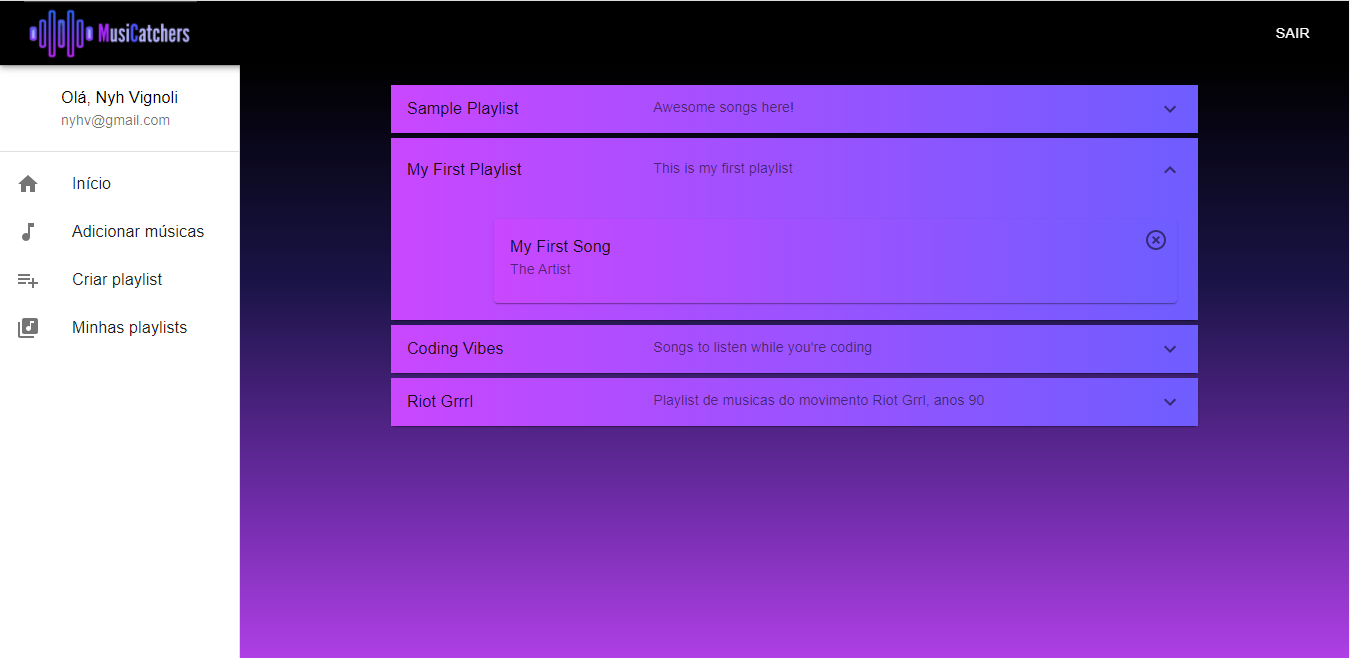 MusiCatchers
SAIR
Olá, Nyh Vignoli
nyhv@gmail.com
Início
Adicionar músicas
Criar playlist
Minhas playlists
Sample Playlist Awesome songs here!
My First Playlist This is my first playlist
My First Song
The Artist
Coding Vibes Songs to listen while you're coding
Riot Grrrl Playlist de musicas do movimento Riot Grrl, anos 90